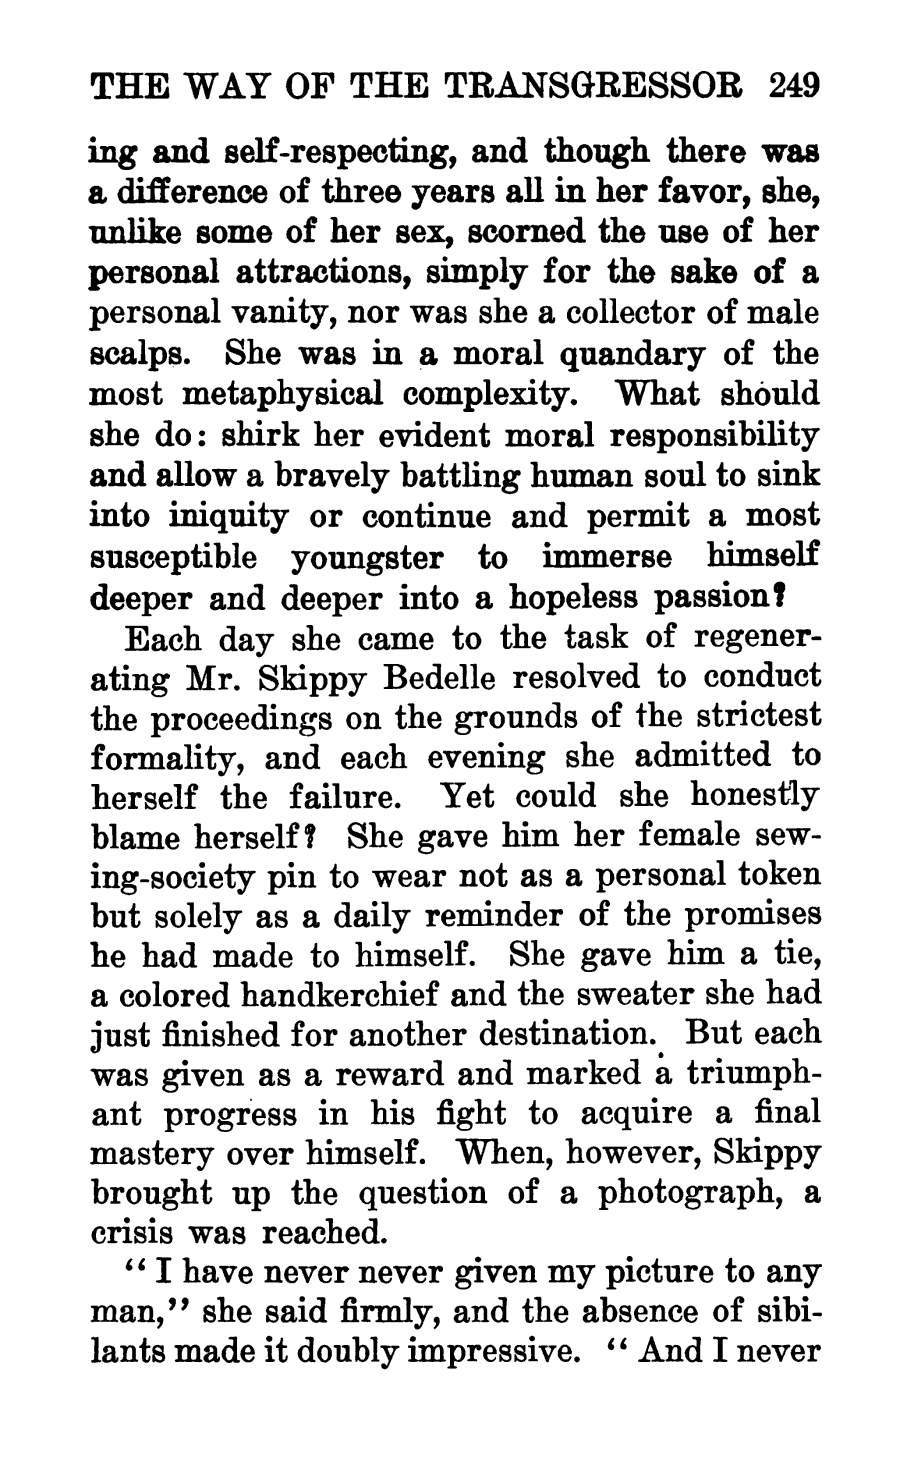 THE WAY OF THE TRANSGRESSOR 249
ing and self-respecting, and though there was
a difference of three years all in her favor, she,
unlike some of her sex, scorned the use of her
personal attractions, simply for the sake of a
personal vanity, nor was she a collector of male
scalps. She was in a moral quandary of the
most metaphysical complexity. What should
she do: shirk her evident moral responsibility
and allow a bravely battling human soul to sink
into iniquity or continue and permit a most
susceptible youngster to immerse himself
deeper and deeper into a hopeless passion?
Each day she came to the task of regener-
ating Mr. Skippy Bedelle resolved to conduct
the proceedings on the grounds of the strictest
formality, and each evening she admitted to
herself the failure. Yet could she honestly
blame herself? She gave him her female sew-
ing-society pin to wear not as a personal token
but solely as a daily reminder of the promises
he had made to himself. She gave him a tie,
a colored handkerchief and the sweater she had
just finished for another destination. But each
was given as a reward and marked a triumph-
ant progress in his fight to acquire a final
mastery over himself. When, however, Skippy
brought up the question of a photograph, a
crisis was reached.
“ I have never never given my picture to any
man,” she said firmly, and the absence of sibi-
lants made it doubly impressive. “ And I never